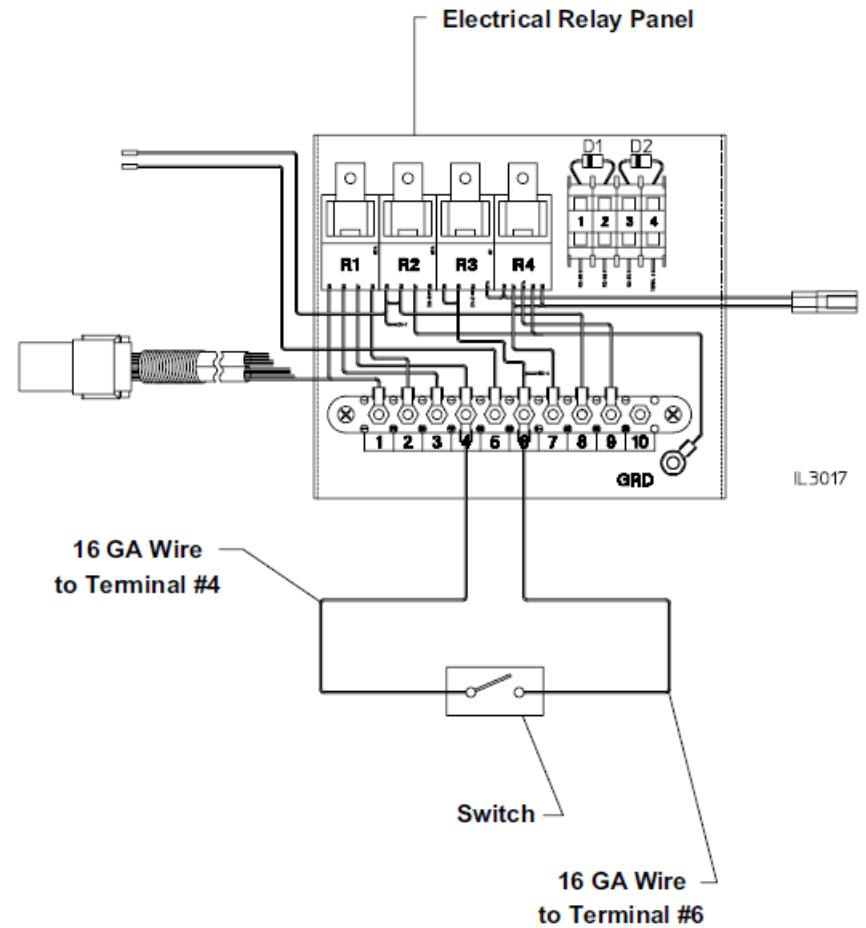 Electrical Relay Panel
D1 D2
1 2 3 4
R1 R2 R3 R4
1 2 3 4 5 6 7 8 9 10
GRD
IL3017
16 GA Wire
to Terminal #4
Switch
16 GA Wire
to Terminal #6